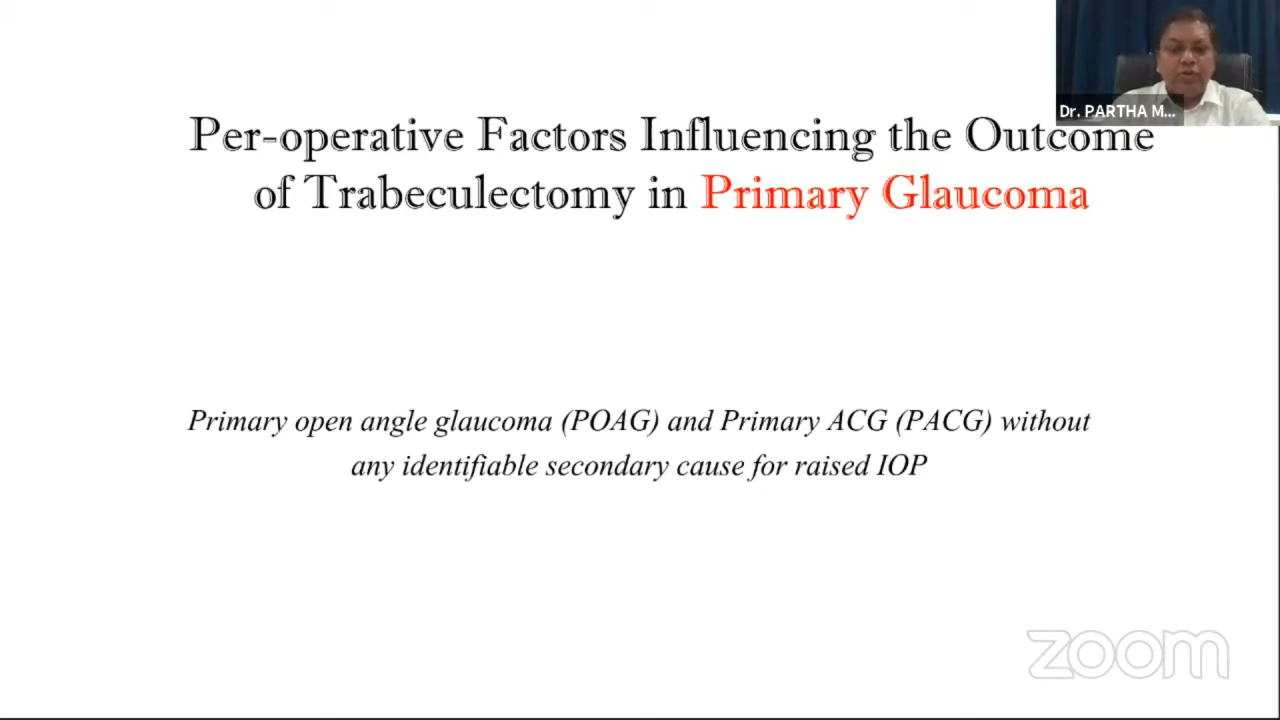 Dr. PARTHA M...
Per-operative Factors Influencing the Outcome
of Trabeculectomy in Primary Glaucoma
Primary open angle glaucoma (POAG) and Primary ACG (PACG) without
any identifiable secondary cause for raised IOP
zoom